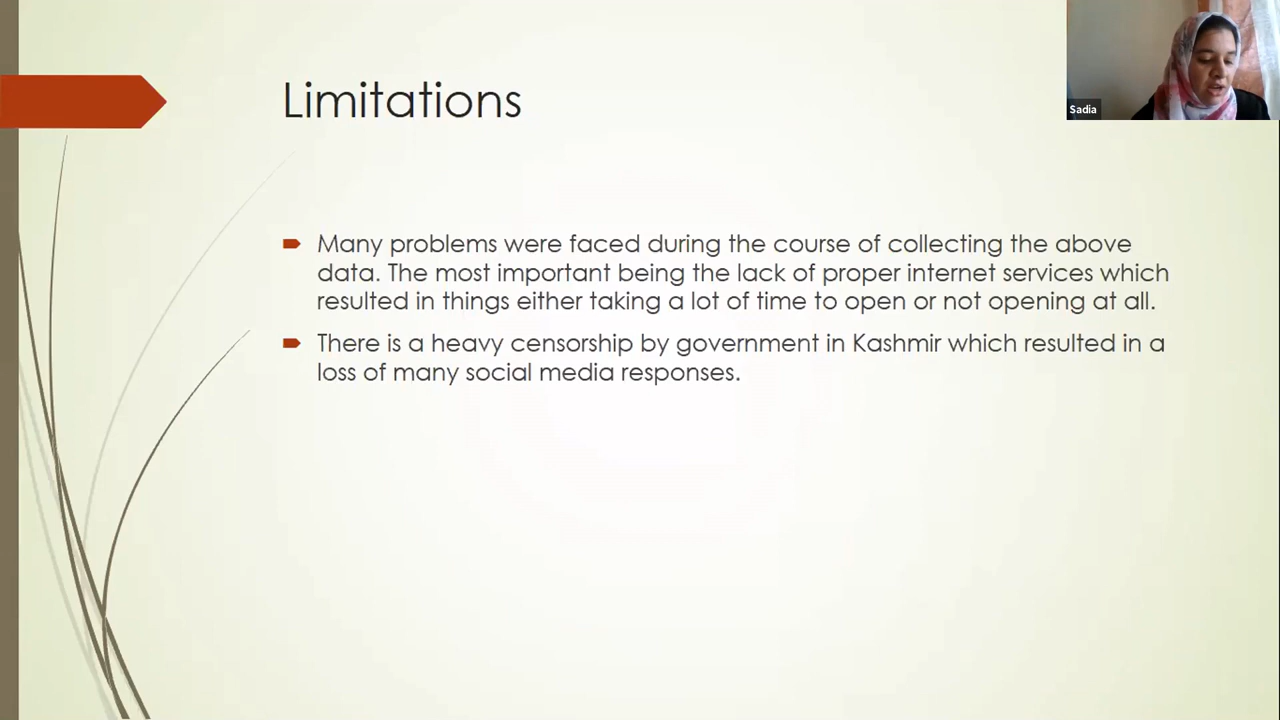 Limitations
Sadia
Many problems were faced during the course of collecting the above
data. The most important being the lack of proper internet services which
resulted in things either taking a lot of time to open or not opening at all.
There is a heavy censorship by government in Kashmir which resulted in a
loss of many social media responses.